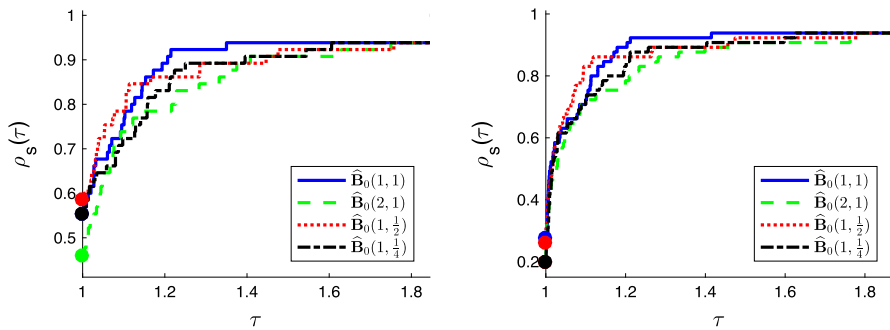 1
0.9
0.8
0.7
0.6
0.5
ρ_s(τ)
1 1.2 1.4 1.6 1.8
τ
B̂₀(1, 1)
B̂₀(2, 1)
B̂₀(1, 1/2)
B̂₀(1, 1/4)
1
0.8
0.6
0.4
0.2
ρ_s(τ)
1 1.2 1.4 1.6 1.8
τ
B̂₀(1, 1)
B̂₀(2, 1)
B̂₀(1, 1/2)
B̂₀(1, 1/4)